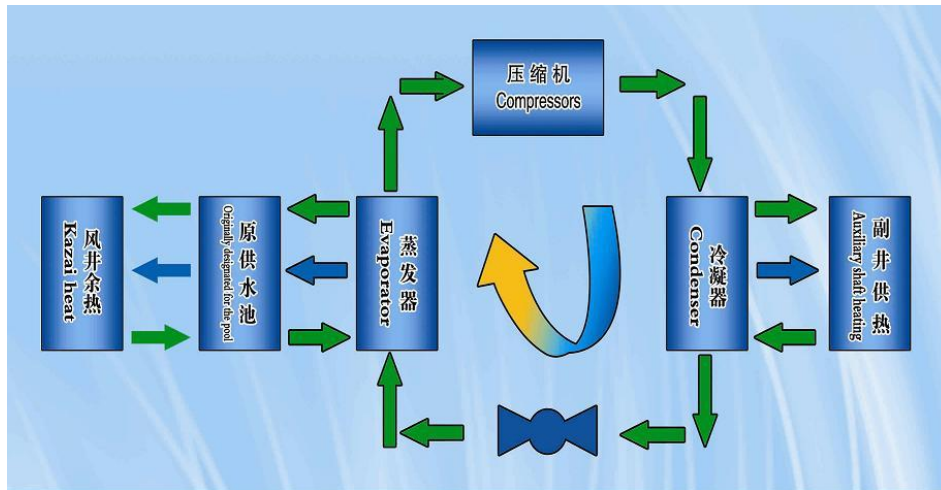 压缩机
Compressors
风井余热
Kazai heat
原供水池
Originally designated for the pool
蒸发器
Evaporator
冷凝器
Condener
副井供热
Auxiliary shaft heating